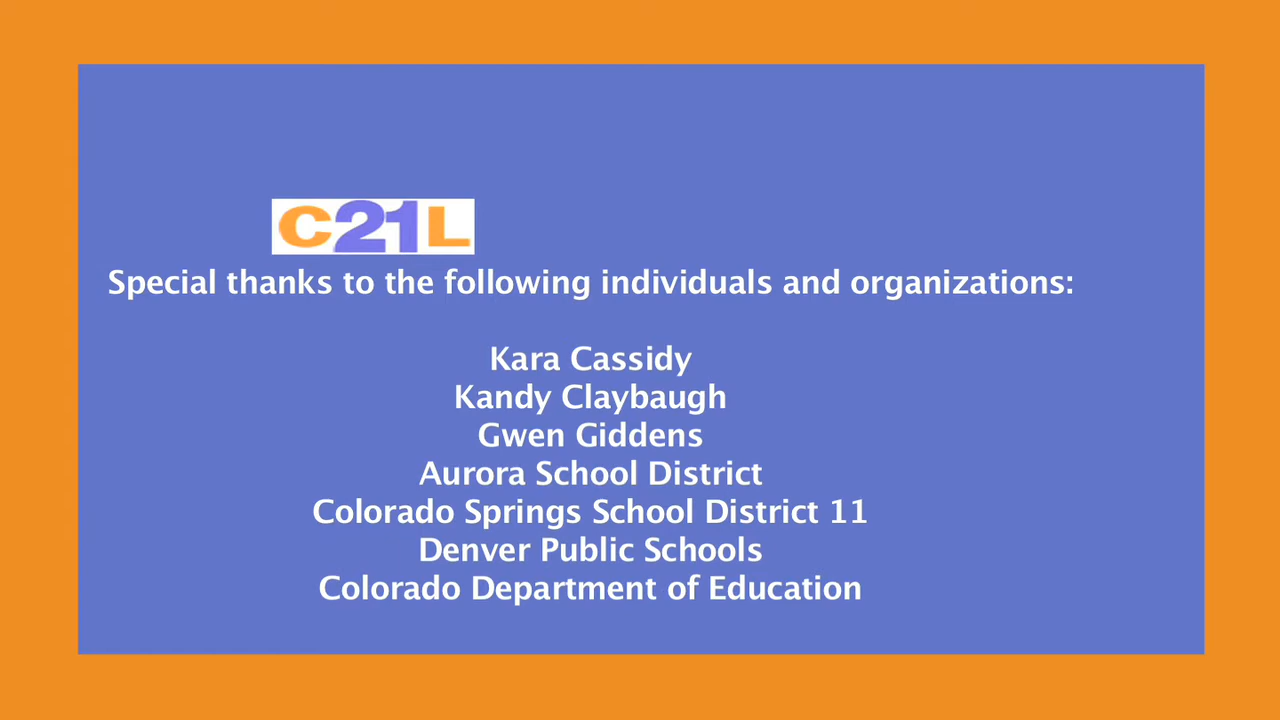 C21L
Special thanks to the following individuals and organizations:
Kara Cassidy
Kandy Claybaugh
Gwen Giddens
Aurora School District
Colorado Springs School District 11
Denver Public Schools
Colorado Department of Education